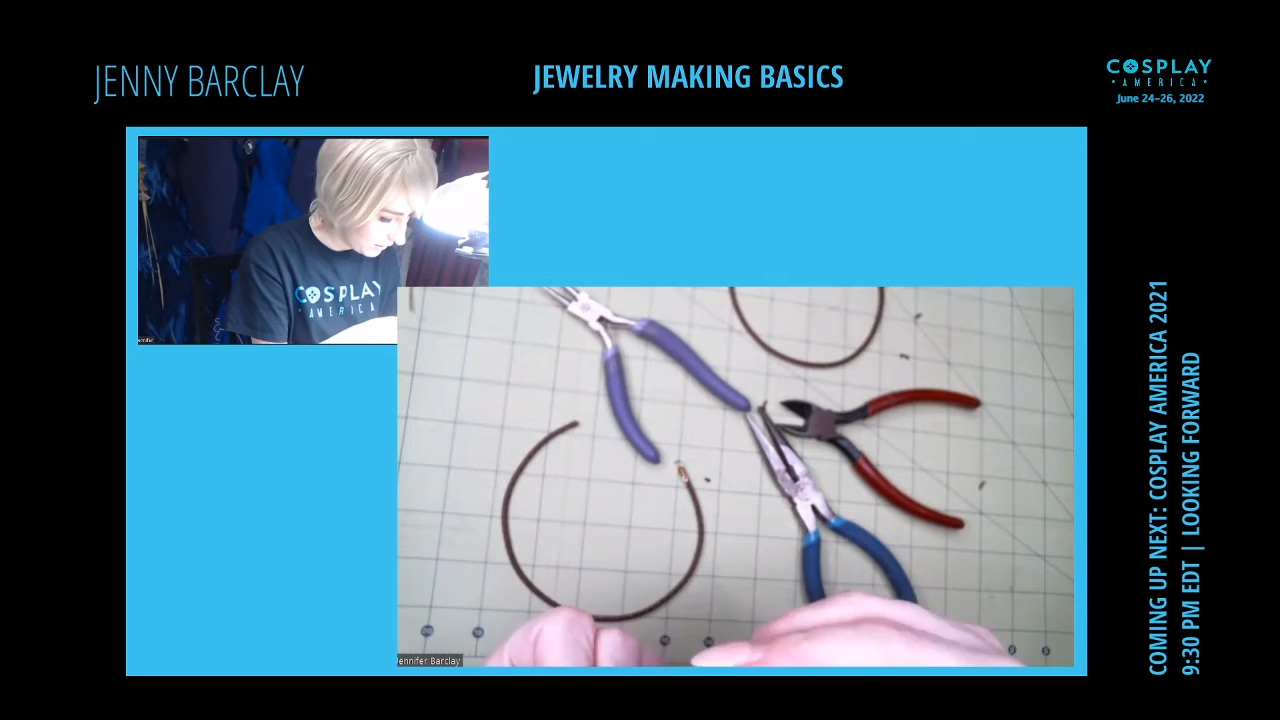 JENNY BARCLAY
JEWELRY MAKING BASICS
COSPLAY
AMERICA
June 24-26, 2022
COSPLAY
AMERICA
Jennifer Barclay
COMING UP NEXT: COSPLAY AMERICA 2021
9:30 PM EDT | LOOKING FORWARD